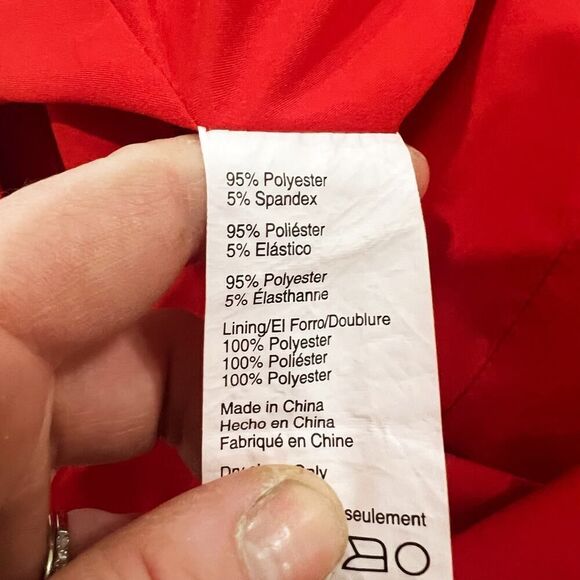 95% Polyester
5% Spandex
95% Poliéster
5% Elástico
95% Polyester
5% Élasthanne
Lining/El Forro/Doublure
100% Polyester
100% Poliéster
100% Polyester
Made in China
Hecho en China
Fabriqué en Chine
Only
seulement